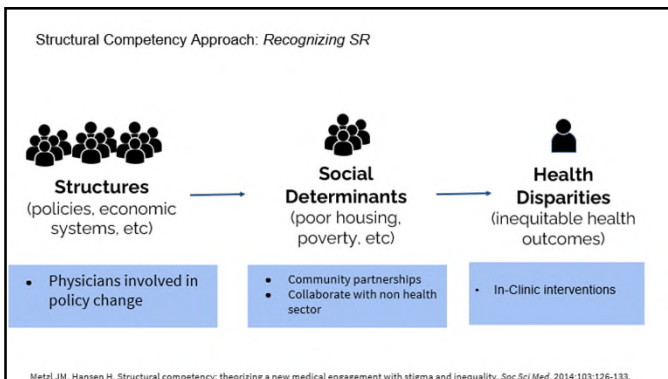 Structural Competency Approach: Recognizing SR
Structures
(policies, economic
systems, etc)
Social
Determinants
(poor housing,
poverty, etc)
Health
Disparities
(inequitable health
outcomes)
• Physicians involved in
policy change
• Community partnerships
• Collaborate with non health
sector
• In-Clinic interventions
Metzl JM, Hansen H. Structural competency: theorizing a new medical engagement with stigma and inequality. Soc Sci Med. 2014;103:126-133